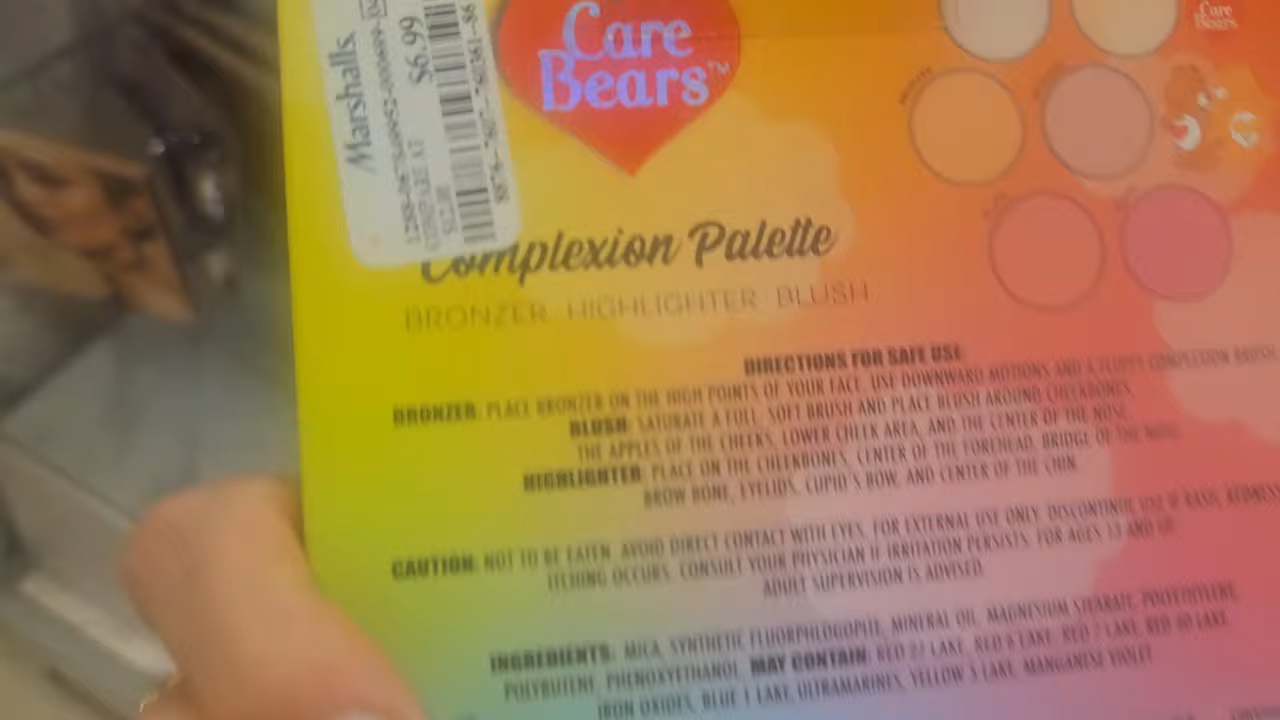 Marshalls
$6.99
Care
Bears™
Care
Bears
Complexion Palette
BRONZER HIGHLIGHTER BLUSH
DIRECTIONS FOR SAFE USE
BRONZER: PLACE BRONZER ON THE HIGH POINTS OF YOUR FACE. USE DOWNWARD MOTIONS AND A FLUFFY COMPLEXION BRUSH.
BLUSH: SATURATE A FULL, SOFT BRUSH AND PLACE BLUSH AROUND CHEEKBONES,
THE APPLES OF THE CHEEKS, LOWER CHEEK AREA, AND THE CENTER OF THE NOSE.
HIGHLIGHTER: PLACE ON THE CHEEKBONES, CENTER OF THE FOREHEAD, BRIDGE OF THE NOSE,
BROW BONE, EYELIDS, CUPID'S BOW, AND CENTER OF THE CHIN.
CAUTION: NOT TO BE EATEN. AVOID DIRECT CONTACT WITH EYES. FOR EXTERNAL USE ONLY. DISCONTINUE USE IF RASH, REDNESS
ITCHING OCCURS. CONSULT YOUR PHYSICIAN IF IRRITATION PERSISTS. FOR AGES 13 AND UP.
ADULT SUPERVISION IS ADVISED.
INGREDIENTS: MICA, SYNTHETIC FLUORPHLOGOPITE, MINERAL OIL, MAGNESIUM STEARATE, POLYETHYLENE,
POLYBUTENE, PHENOXYETHANOL. MAY CONTAIN: RED 27 LAKE, RED 6 LAKE, RED 7 LAKE, RED 40 LAKE,
IRON OXIDES, BLUE 1 LAKE, ULTRAMARINES, YELLOW 5 LAKE, MANGANESE VIOLET